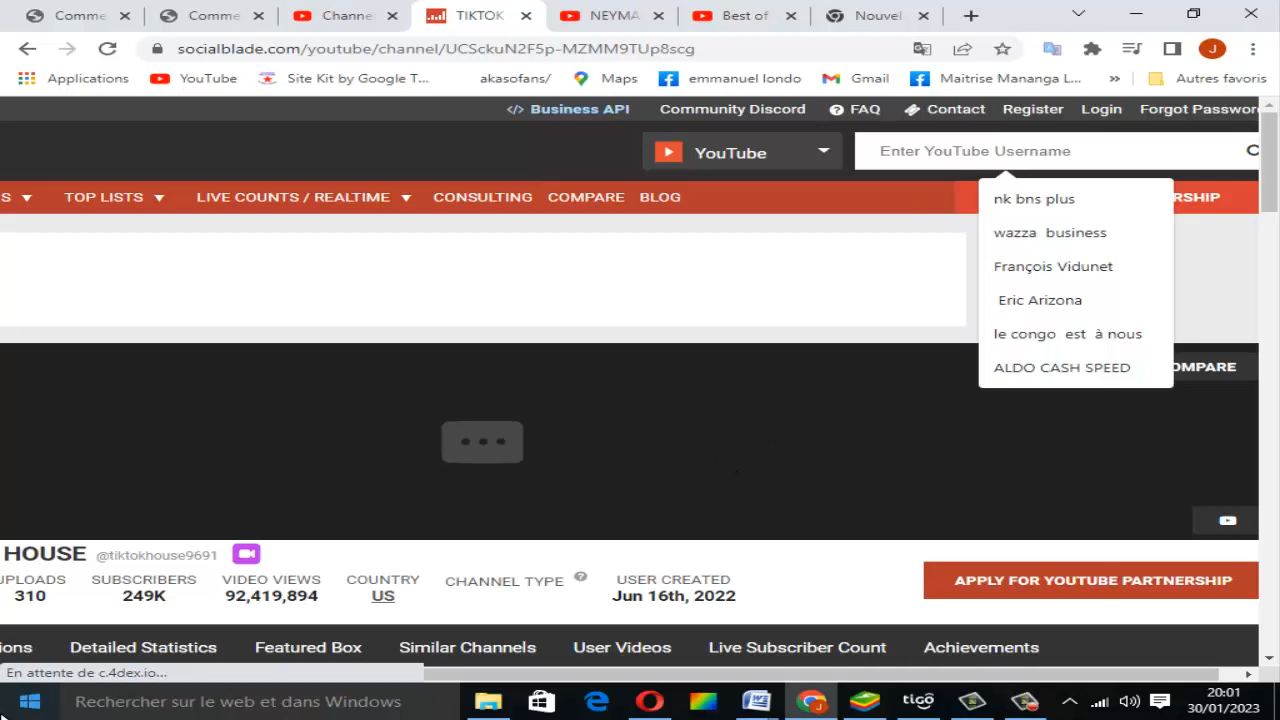 Comme
Comme
Channe
TIKTOK
NEYMA
Best of
Nouvel
socialblade.com/youtube/channel/UCSckuN2F5p-MZMM9TUp8scg
J
Applications
YouTube
Site Kit by Google T...
akasofans/
Maps
emmanuel londo
Gmail
Maitrise Mananga L...
»
Autres favoris
</> Business API
Community Discord
FAQ
Contact
Register
Login
Forgot Passwor
YouTube
Enter YouTube Username
S
TOP LISTS
LIVE COUNTS / REALTIME
CONSULTING
COMPARE
BLOG
RSHIP
nk bns plus
wazza business
François Vidunet
Eric Arizona
le congo est à nous
ALDO CASH SPEED
OMPARE
HOUSE @tiktokhouse9691
UPLOADS
310
SUBSCRIBERS
249K
VIDEO VIEWS
92,419,894
COUNTRY
US
CHANNEL TYPE
USER CREATED
Jun 16th, 2022
APPLY FOR YOUTUBE PARTNERSHIP
ions
Detailed Statistics
Featured Box
Similar Channels
User Videos
Live Subscriber Count
Achievements
En attente de c.4dex.io...
Rechercher sur le web et dans Windows
tiGO
20:01
30/01/2023